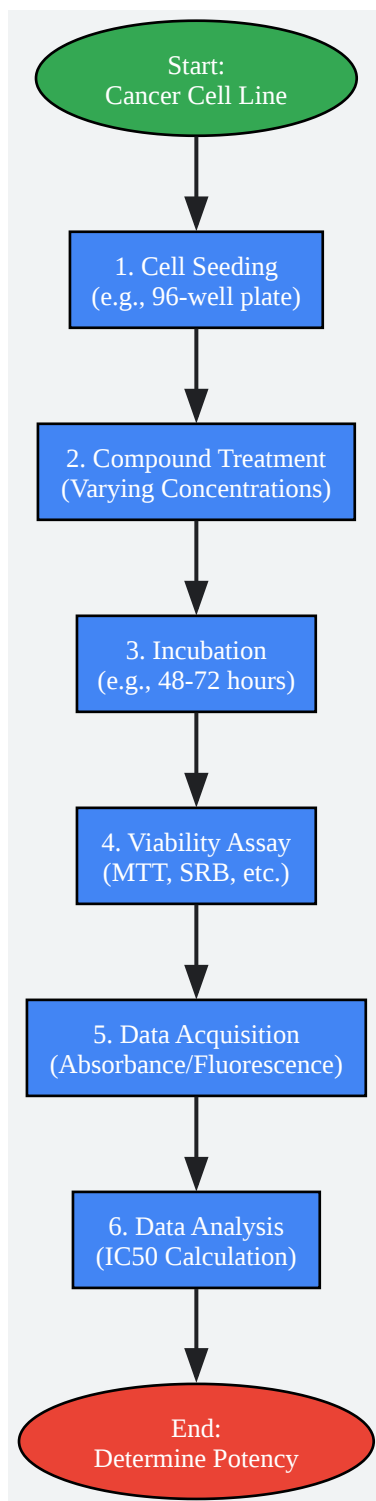 Start:
Cancer Cell Line
1. Cell Seeding
(e.g., 96-well plate)
2. Compound Treatment
(Varying Concentrations)
3. Incubation
(e.g., 48-72 hours)
4. Viability Assay
(MTT, SRB, etc.)
5. Data Acquisition
(Absorbance/Fluorescence)
6. Data Analysis
(IC50 Calculation)
End:
Determine Potency